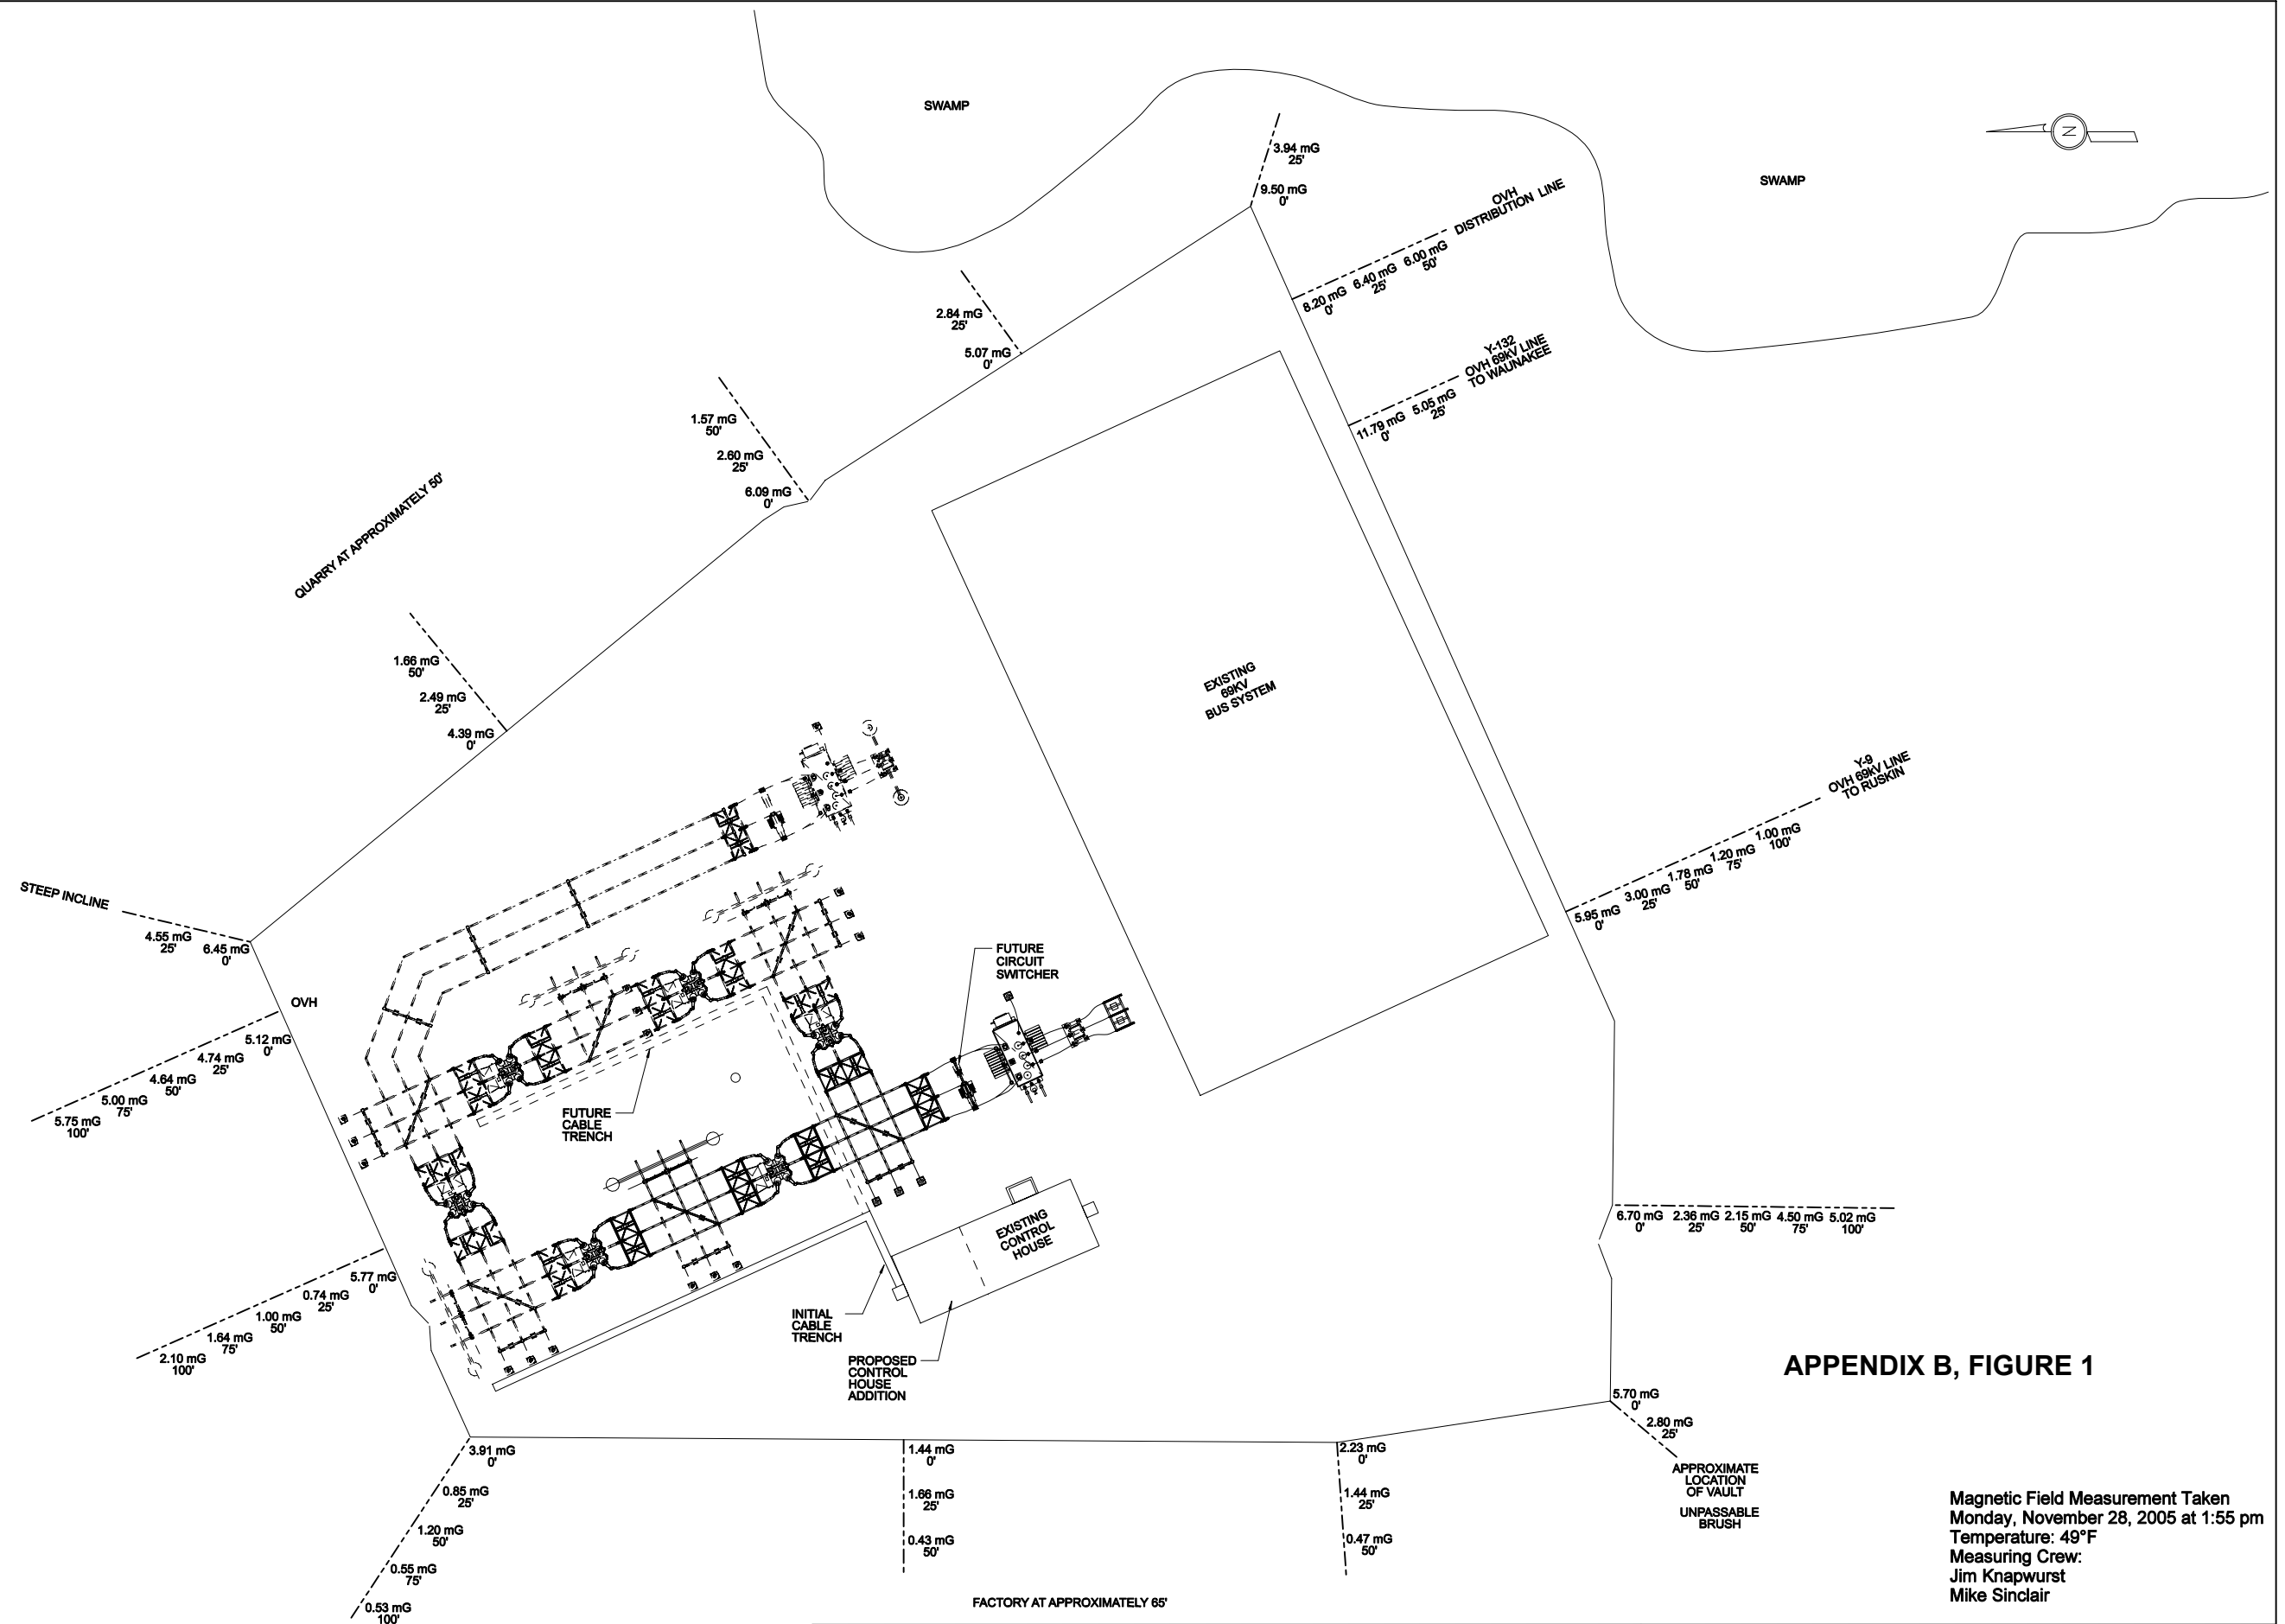 SWAMP
N
SWAMP
3.94 mG
25'
9.50 mG
0'
OVH
DISTRIBUTION LINE
8.20 mG
0'
6.40 mG
25'
6.00 mG
50'
Y-132
OVH 69kV LINE
TO WAUNAKEE
11.79 mG
0'
5.05 mG
25'
2.84 mG
25'
5.07 mG
0'
1.57 mG
50'
2.60 mG
25'
6.09 mG
0'
QUARRY AT APPROXIMATELY 50'
1.66 mG
50'
2.49 mG
25'
4.39 mG
0'
EXISTING
69KV
BUS SYSTEM
Y-9
OVH 69kV LINE
TO RUSKIN
5.95 mG
0'
3.00 mG
25'
1.78 mG
50'
1.20 mG
75'
1.00 mG
100'
STEEP INCLINE
4.55 mG
25'
6.45 mG
0'
OVH
5.12 mG
0'
4.74 mG
25'
4.64 mG
50'
5.00 mG
75'
5.75 mG
100'
FUTURE
CIRCUIT
SWITCHER
FUTURE
CABLE
TRENCH
6.70 mG
0'
2.36 mG
25'
2.15 mG
50'
4.50 mG
75'
5.02 mG
100'
EXISTING
CONTROL
HOUSE
5.77 mG
0'
0.74 mG
25'
1.00 mG
50'
1.64 mG
75'
2.10 mG
100'
INITIAL
CABLE
TRENCH
PROPOSED
CONTROL
HOUSE
ADDITION
APPENDIX B, FIGURE 1
5.70 mG
0'
2.80 mG
25'
APPROXIMATE
LOCATION
OF VAULT
UNPASSABLE
BRUSH
3.91 mG
0'
0.85 mG
25'
1.20 mG
50'
0.55 mG
75'
0.53 mG
100'
1.44 mG
0'
1.66 mG
25'
0.43 mG
50'
2.23 mG
0'
1.44 mG
25'
0.47 mG
50'
FACTORY AT APPROXIMATELY 65'
Magnetic Field Measurement Taken
Monday, November 28, 2005 at 1:55 pm
Temperature: 49°F
Measuring Crew:
Jim Knapwurst
Mike Sinclair